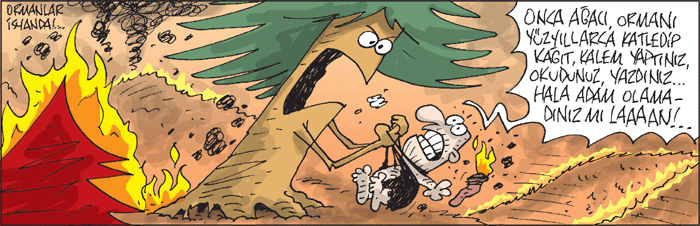 ORMANLAR
İSYANDA!...
ONCA AĞACI, ORMANI
YÜZYILLARCA KATLEDİP
KAĞIT, KALEM YAPTINIZ,
OKUDUNUZ, YAZDINIZ...
HALA ADAM OLAMA-
DINIZ MI LAAAAN!..